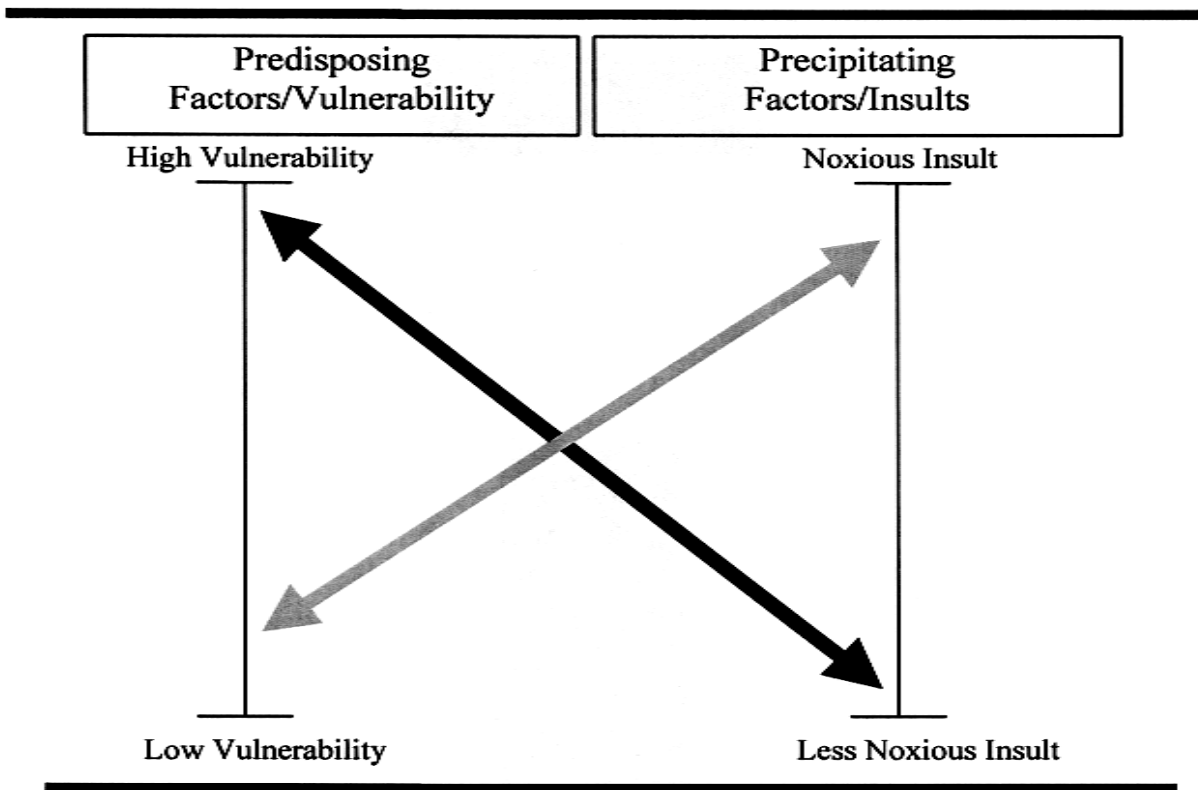 Predisposing
Factors/Vulnerability
Precipitating
Factors/Insults
High Vulnerability
Noxious Insult
Low Vulnerability
Less Noxious Insult